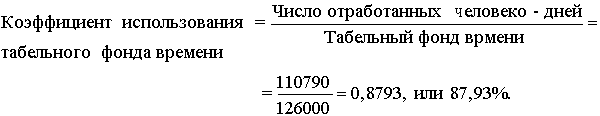 Коэффициент использования табельного фонда времени = Число отработанных человеко - дней / Табельный фонд врмени =
= 110790 / 126000 = 0,8793, или 87,93%.